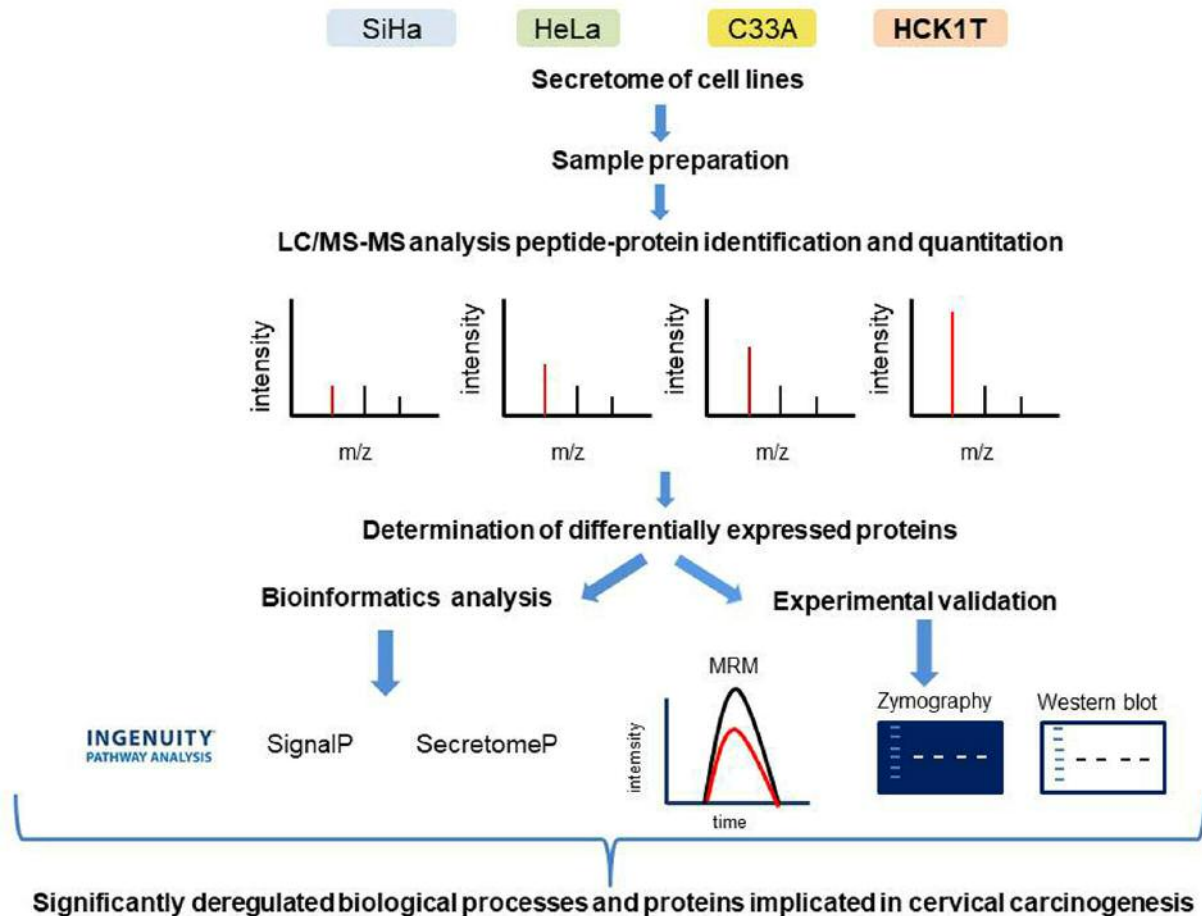 SiHa
HeLa
C33A
HCK1T
Secretome of cell lines
Sample preparation
LC/MS-MS analysis peptide-protein identification and quantitation
intensity
m/z
intensity
m/z
intensity
m/z
intensity
m/z
Determination of differentially expressed proteins
Bioinformatics analysis
Experimental validation
INGENUITY
PATHWAY ANALYSIS
SignalP
SecretomeP
MRM
intemsity
time
Zymography
Western blot
Significantly deregulated biological processes and proteins implicated in cervical carcinogenesis